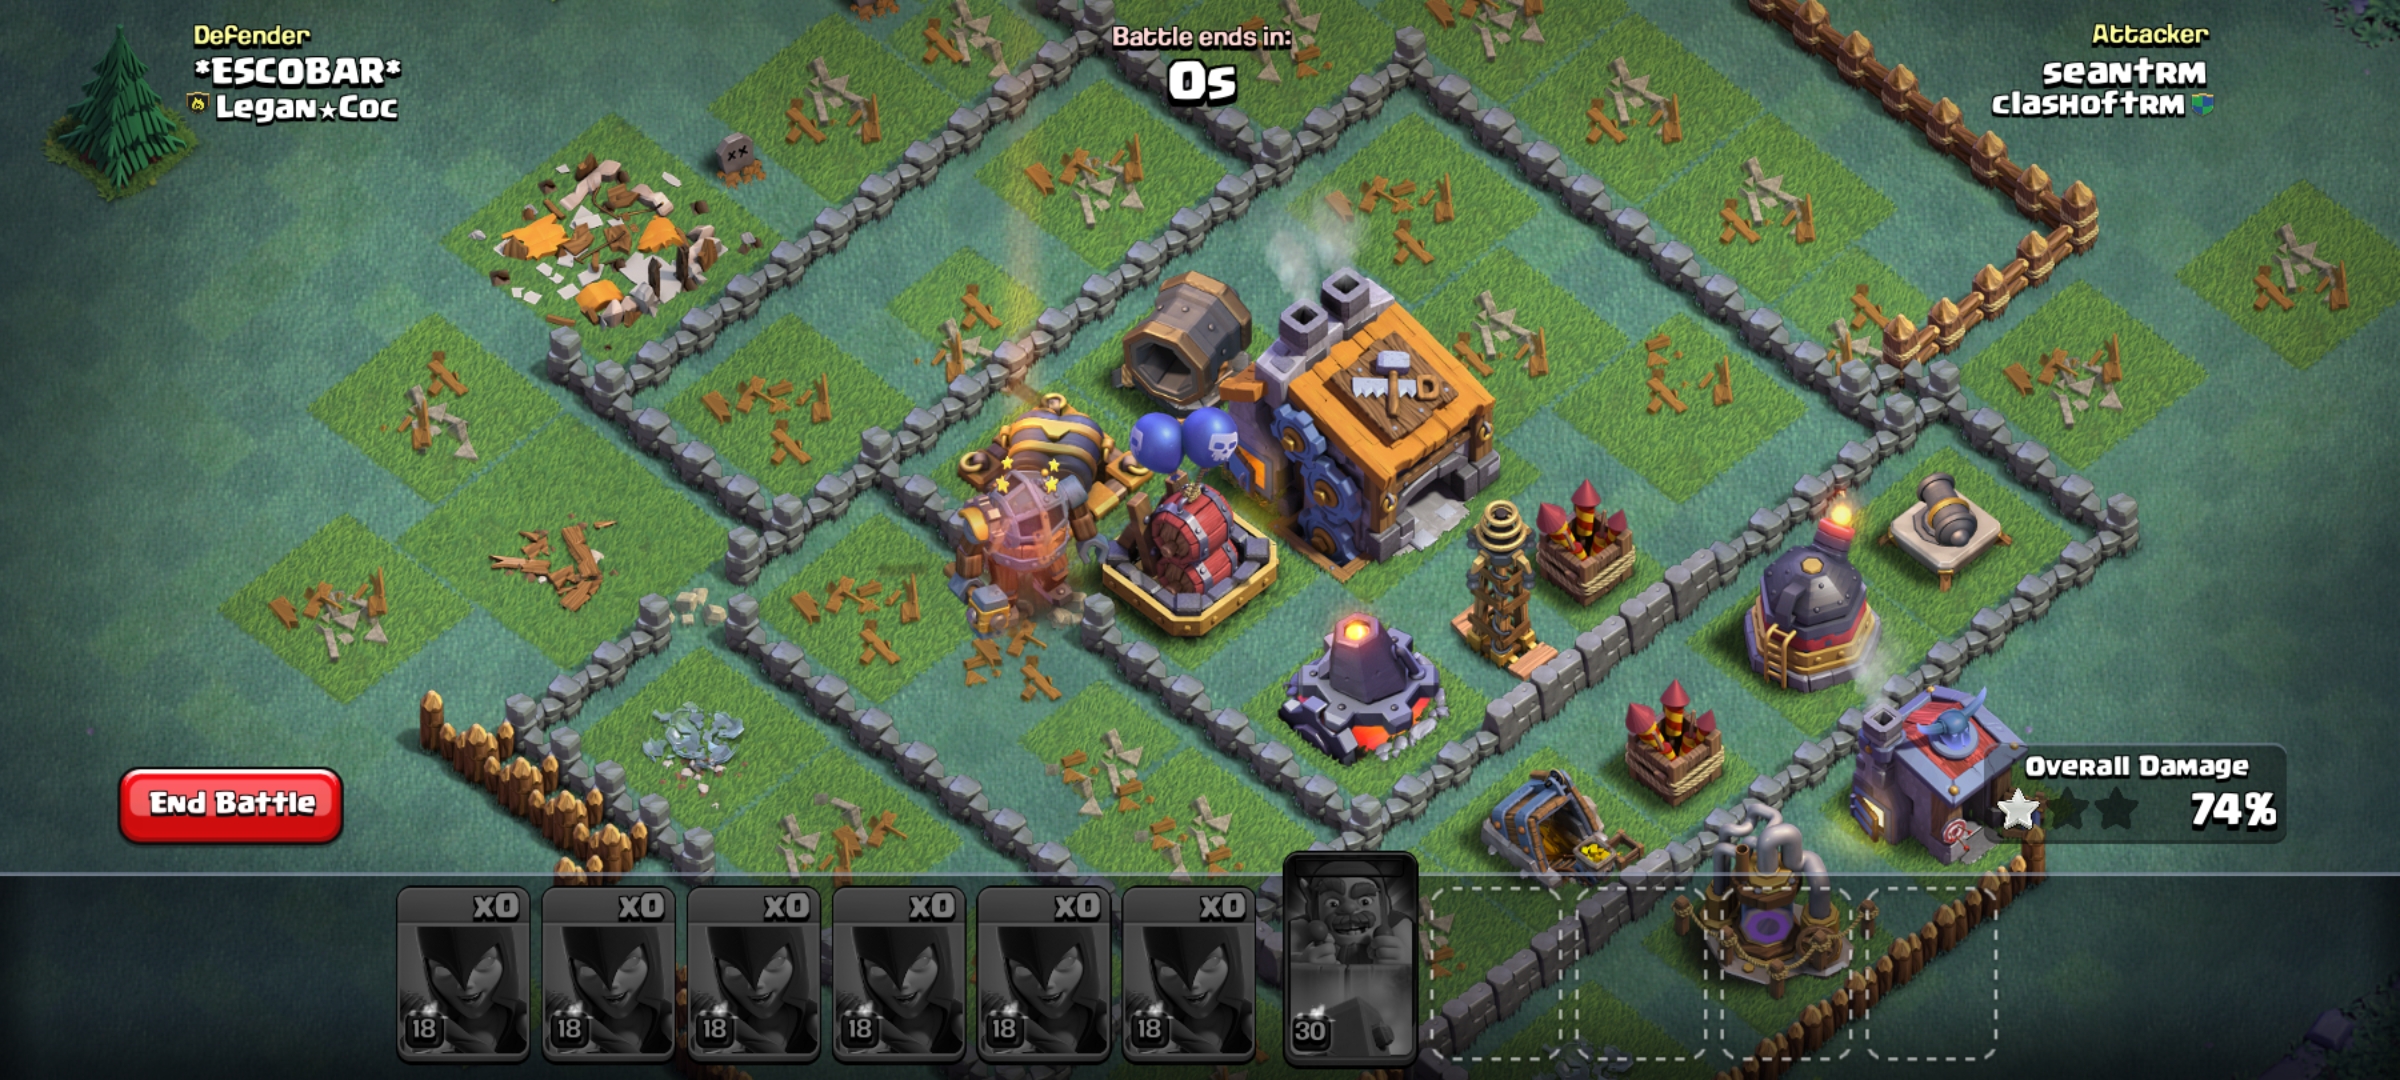 Defender
*ESCOBAR*
Legan★Coc
Battle ends in:
0s
Attacker
seantRM
clashoftRM
End Battle
Overall Damage
74%
x0
x0
x0
x0
x0
x0
18
18
18
18
18
18
30